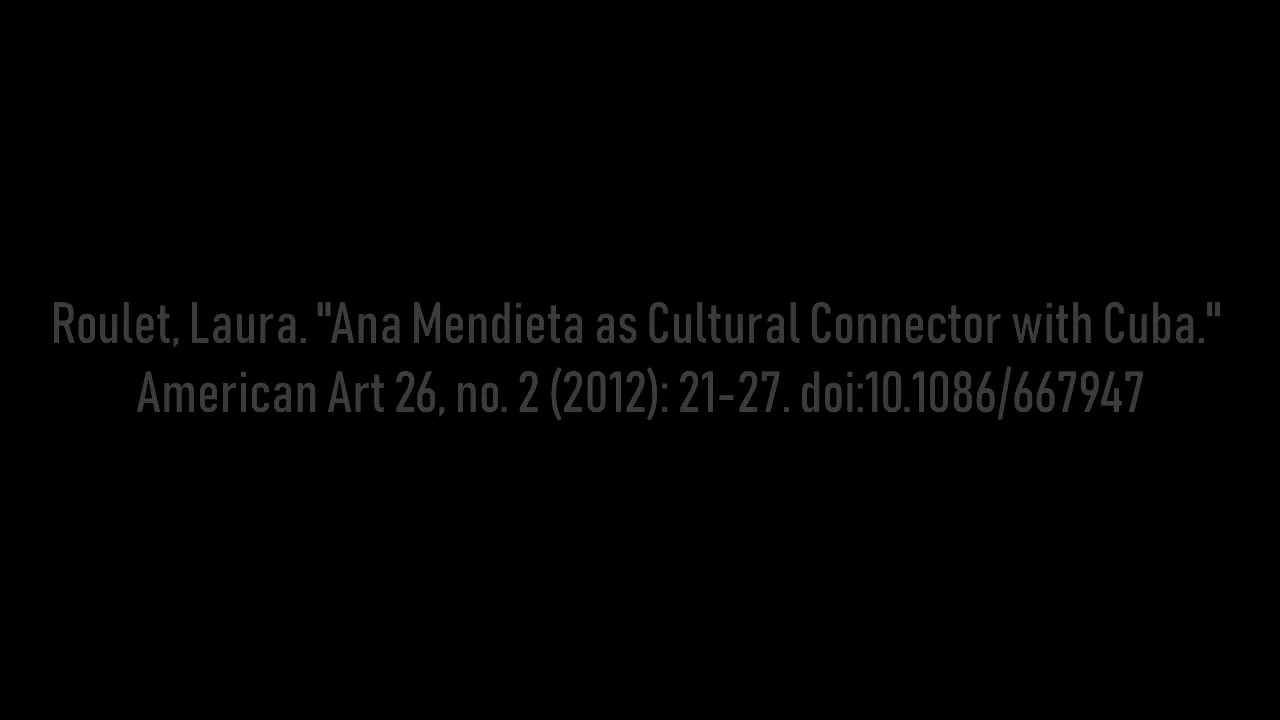 Roulet, Laura. "Ana Mendieta as Cultural Connector with Cuba."
American Art 26, no. 2 (2012): 21-27. doi:10.1086/667947